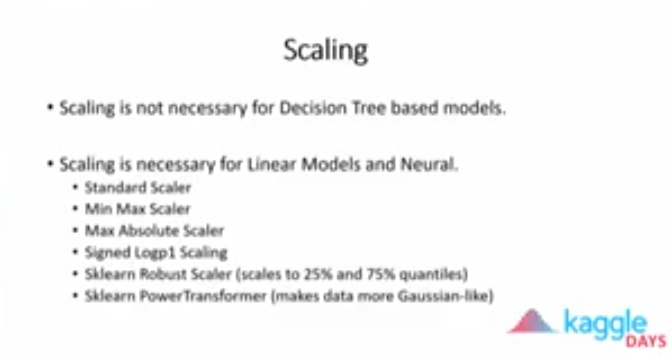 Scaling
• Scaling is not necessary for Decision Tree based models.
• Scaling is necessary for Linear Models and Neural.
• Standard Scaler
• Min Max Scaler
• Max Absolute Scaler
• Signed Logp1 Scaling
• Sklearn Robust Scaler (scales to 25% and 75% quantiles)
• Sklearn PowerTransformer (makes data more Gaussian-like)
kaggle
DAYS